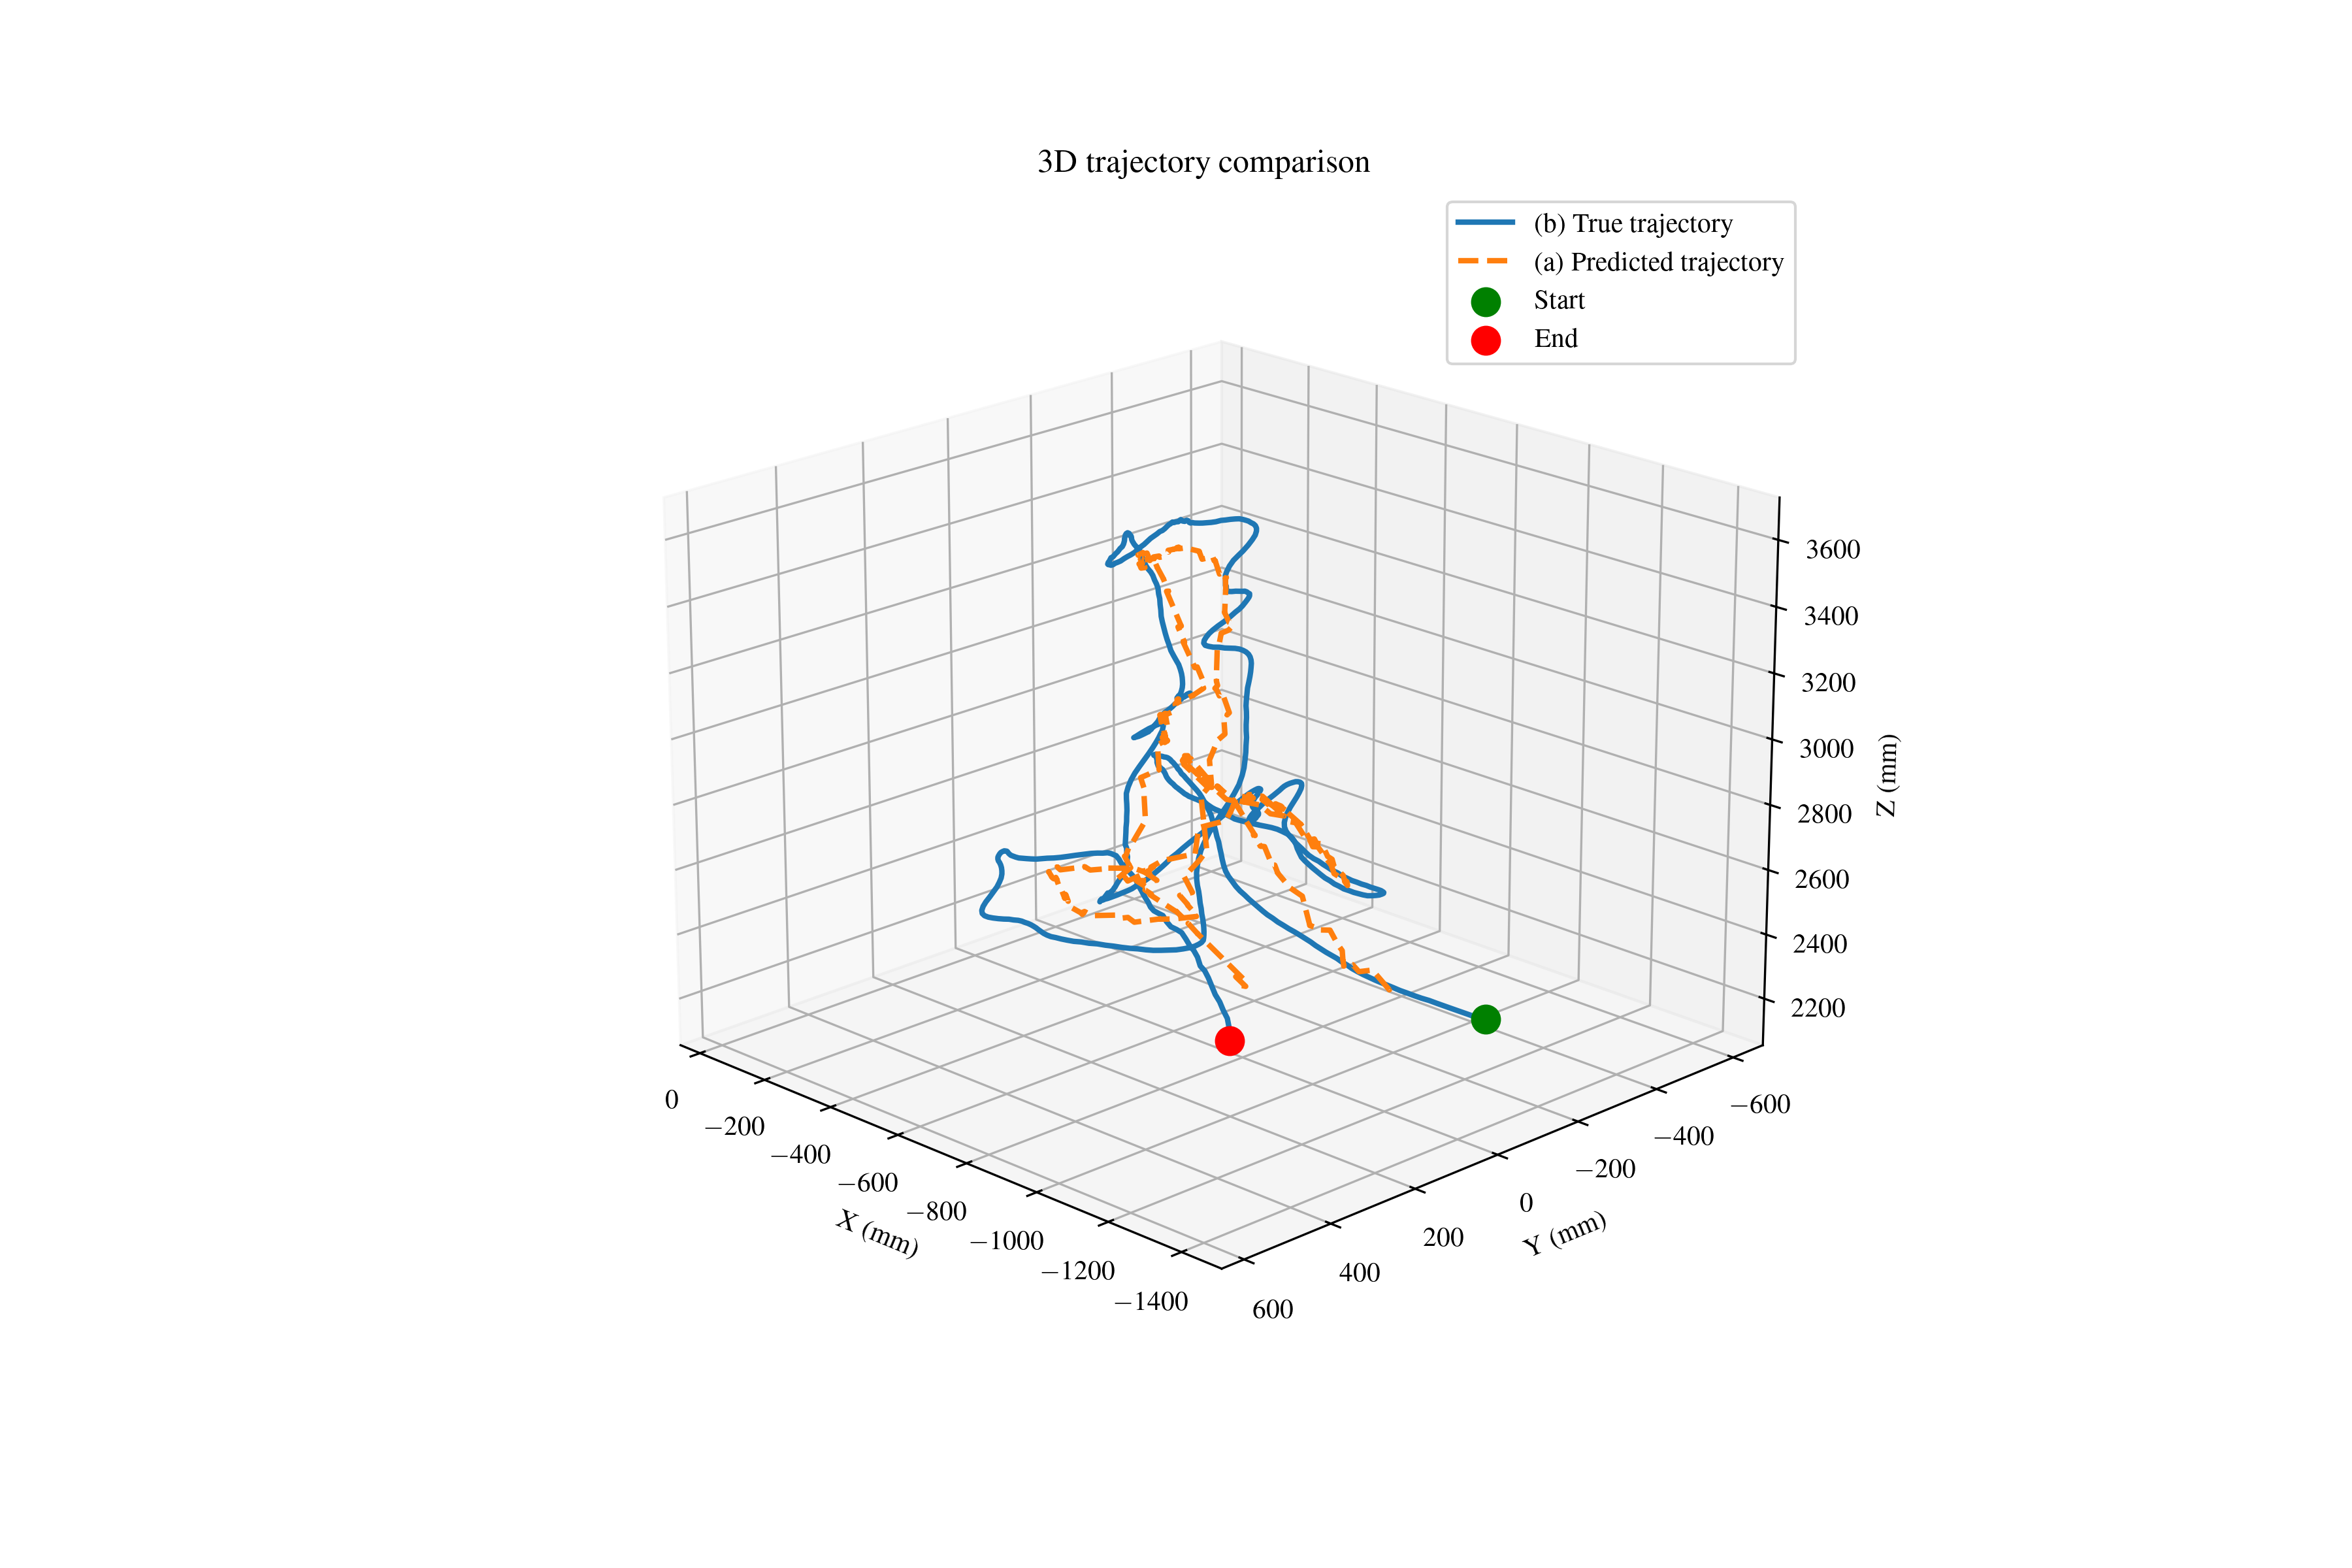 3D trajectory comparison
(b) True trajectory
(a) Predicted trajectory
Start
End
3600
3400
3200
3000
2800
2600
2400
2200
Z (mm)
0
−200
−400
−600
−800
−1000
−1200
−1400
X (mm)
−600
−400
−200
0
200
400
600
Y (mm)